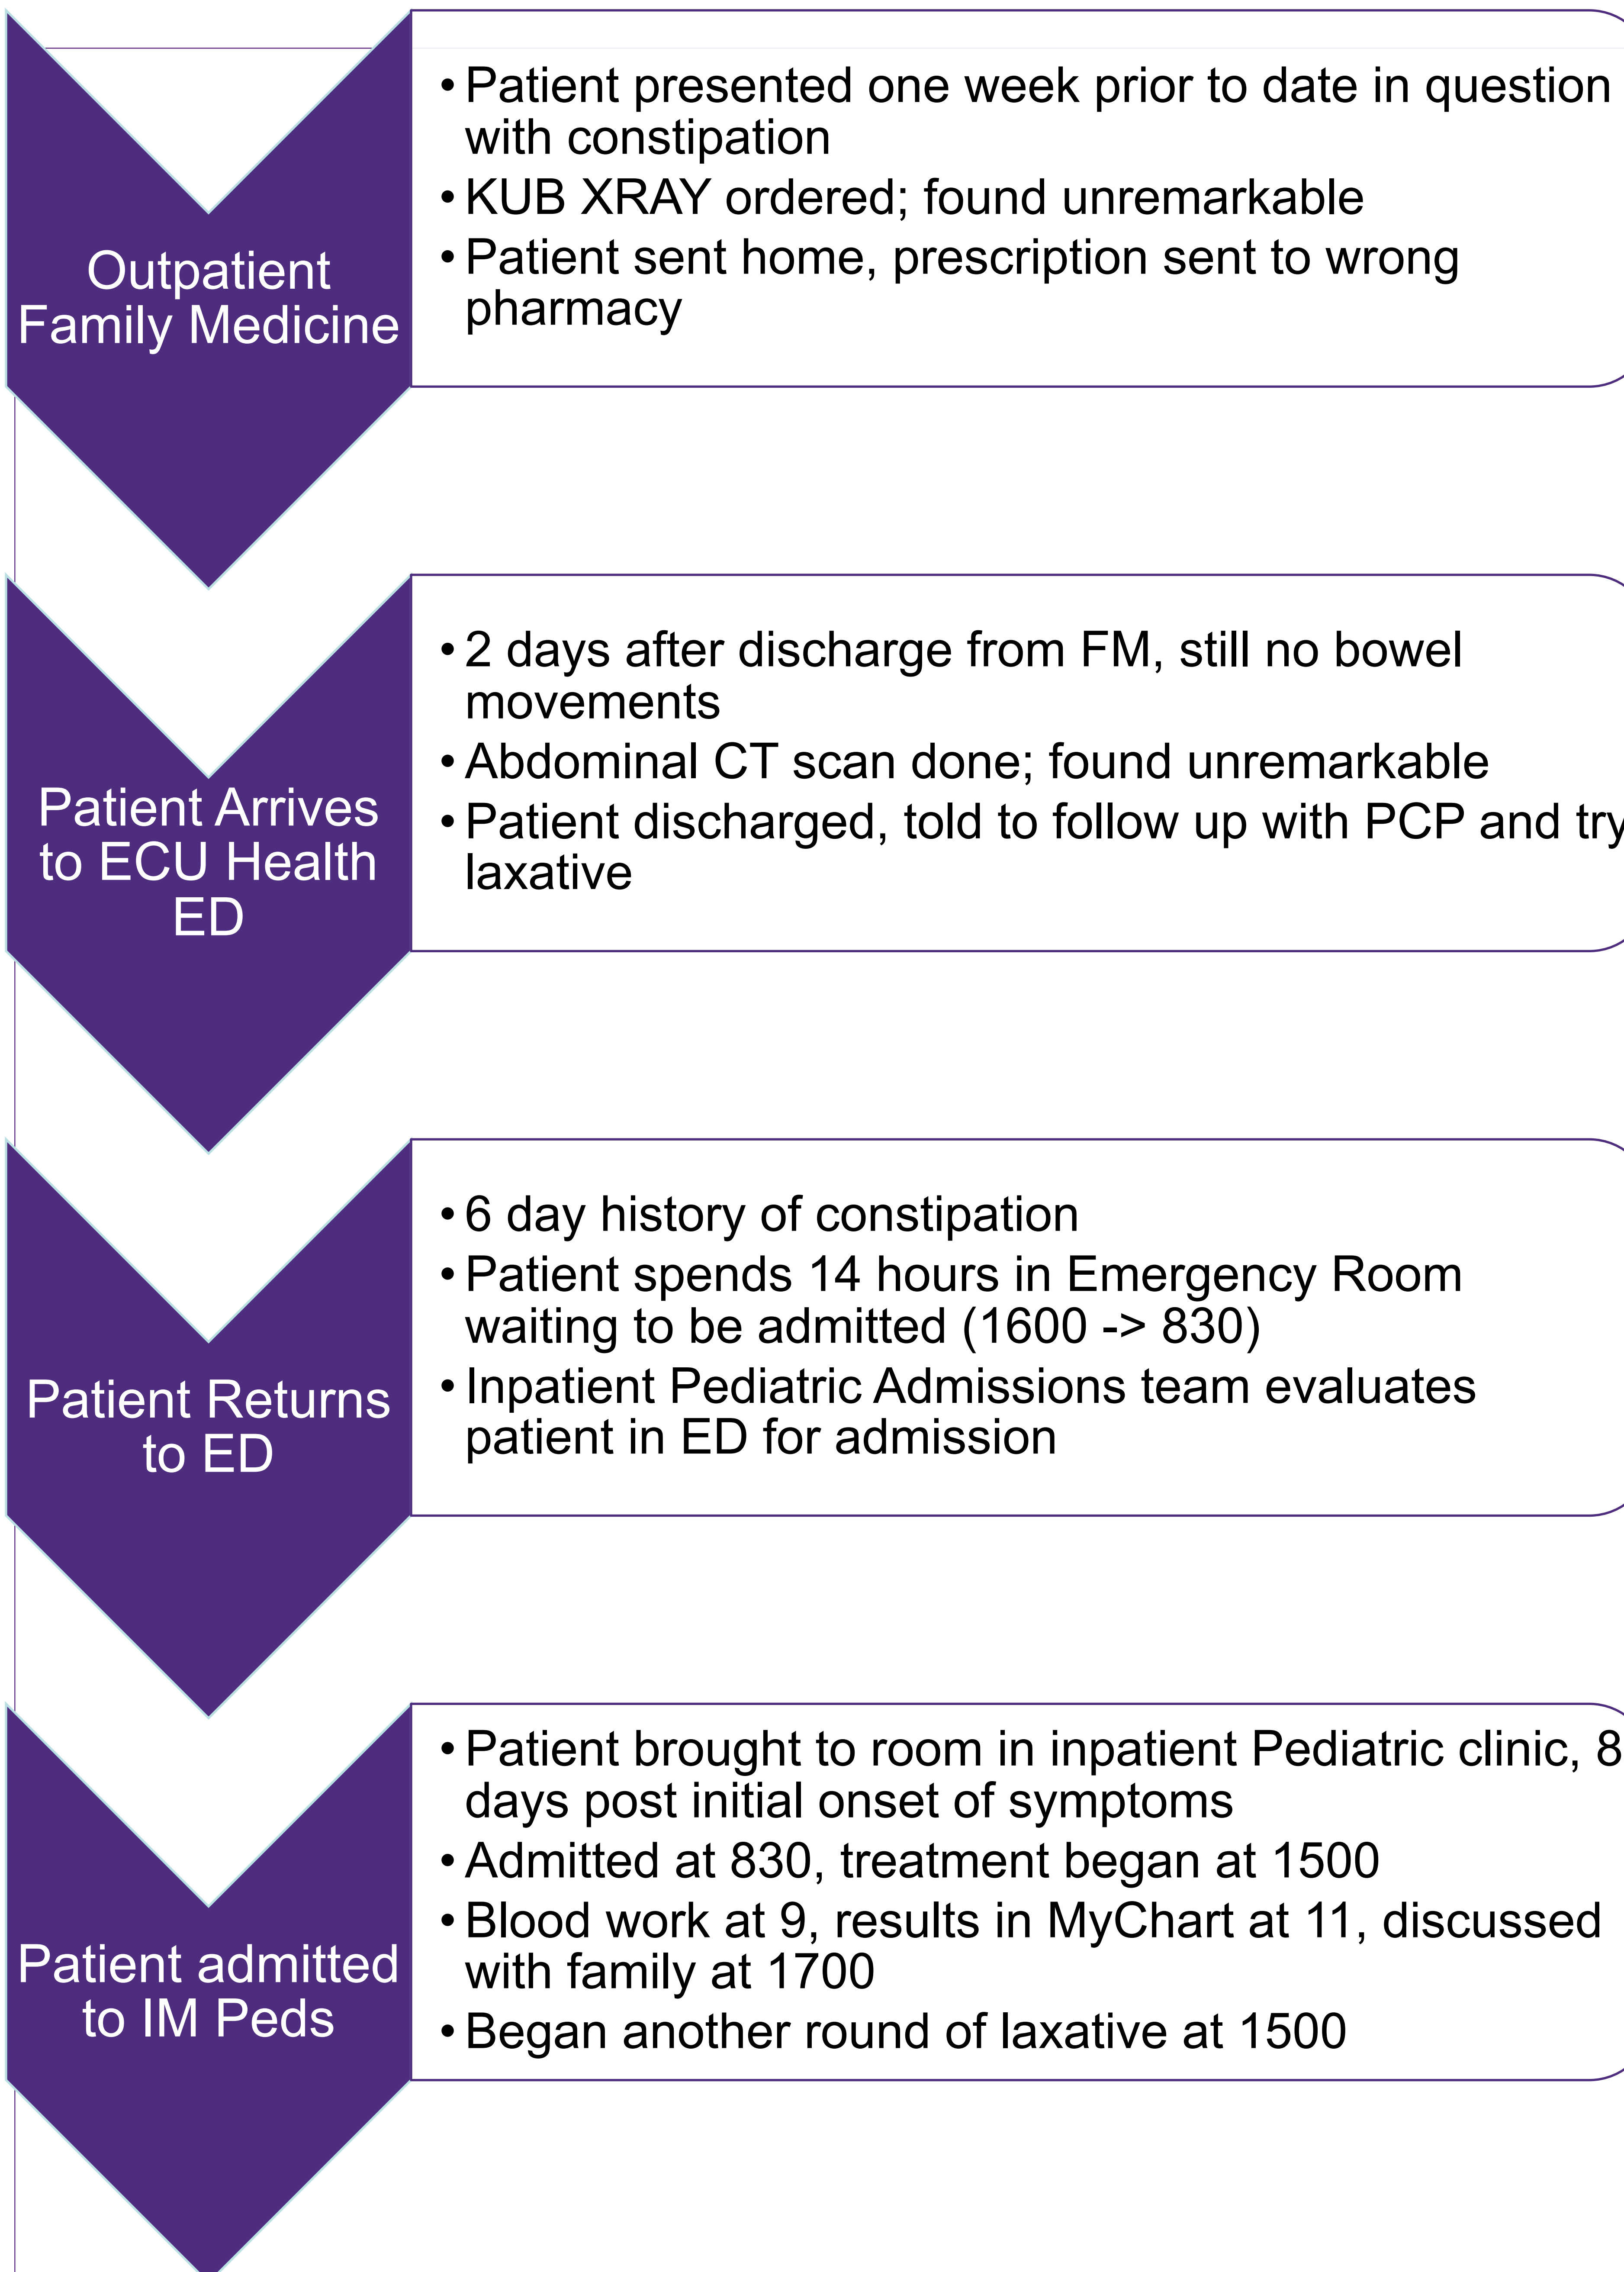 Outpatient
Family Medicine
• Patient presented one week prior to date in question
with constipation
• KUB XRAY ordered; found unremarkable
• Patient sent home, prescription sent to wrong
pharmacy
Patient Arrives
to ECU Health
ED
• 2 days after discharge from FM, still no bowel
movements
• Abdominal CT scan done; found unremarkable
• Patient discharged, told to follow up with PCP and try
laxative
Patient Returns
to ED
• 6 day history of constipation
• Patient spends 14 hours in Emergency Room
waiting to be admitted (1600 -> 830)
• Inpatient Pediatric Admissions team evaluates
patient in ED for admission
Patient admitted
to IM Peds
• Patient brought to room in inpatient Pediatric clinic, 8
days post initial onset of symptoms
• Admitted at 830, treatment began at 1500
• Blood work at 9, results in MyChart at 11, discussed
with family at 1700
• Began another round of laxative at 1500